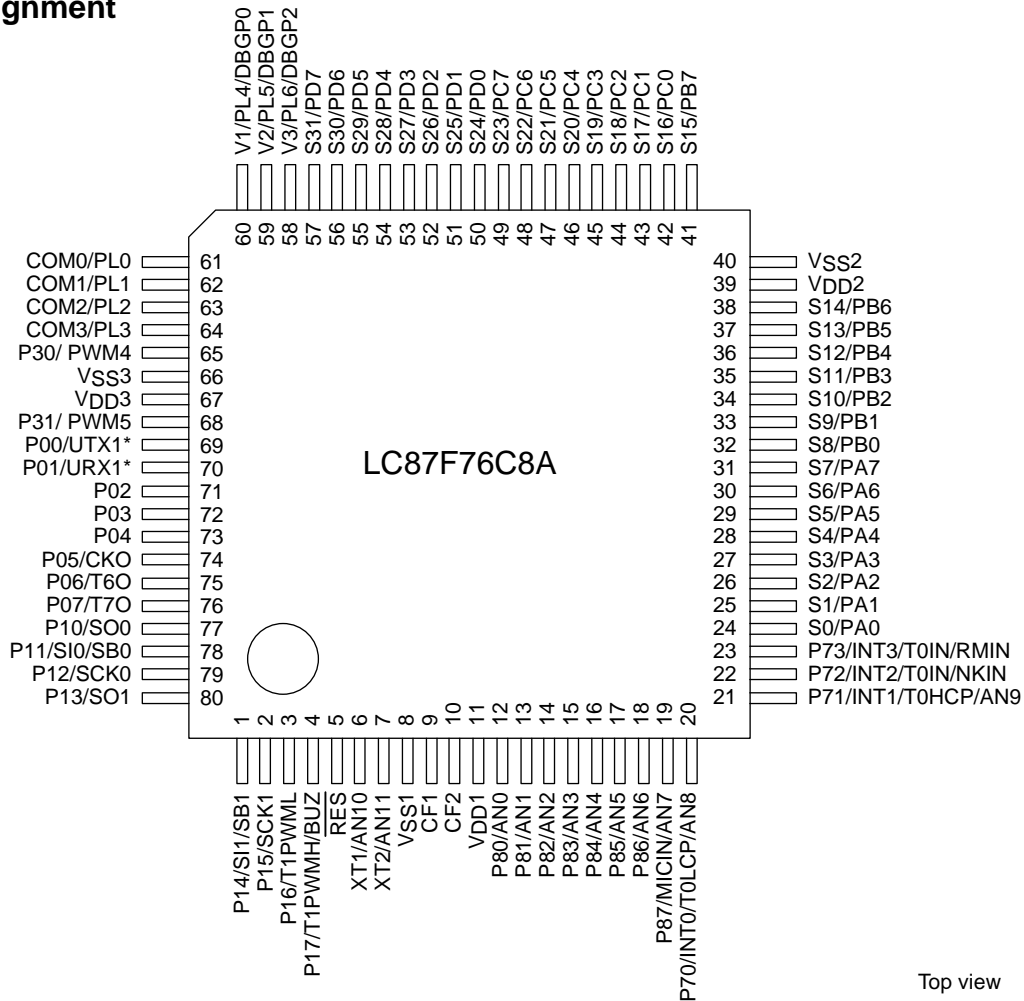 gnment
V1/PL4/DBGP0
V2/PL5/DBGP1
V3/PL6/DBGP2
S31/PD7
S30/PD6
S29/PD5
S28/PD4
S27/PD3
S26/PD2
S25/PD1
S24/PD0
S23/PC7
S22/PC6
S21/PC5
S20/PC4
S19/PC3
S18/PC2
S17/PC1
S16/PC0
S15/PB7
60
59
58
57
56
55
54
53
52
51
50
49
48
47
46
45
44
43
42
41
COM0/PL0 61
COM1/PL1 62
COM2/PL2 63
COM3/PL3 64
P30/ PWM4 65
VSS3 66
VDD3 67
P31/ PWM5 68
P00/UTX1* 69
P01/URX1* 70
P02 71
P03 72
P04 73
P05/CKO 74
P06/T6O 75
P07/T7O 76
P10/SO0 77
P11/SI0/SB0 78
P12/SCK0 79
P13/SO1 80
LC87F76C8A
40 VSS2
39 VDD2
38 S14/PB6
37 S13/PB5
36 S12/PB4
35 S11/PB3
34 S10/PB2
33 S9/PB1
32 S8/PB0
31 S7/PA7
30 S6/PA6
29 S5/PA5
28 S4/PA4
27 S3/PA3
26 S2/PA2
25 S1/PA1
24 S0/PA0
23 P73/INT3/T0IN/RMIN
22 P72/INT2/T0IN/NKIN
21 P71/INT1/T0HCP/AN9
1
2
3
4
5
6
7
8
9
10
11
12
13
14
15
16
17
18
19
20
P14/SI1/SB1
P15/SCK1
P16/T1PWML
P17/T1PWMH/BUZ
RES
XT1/AN10
XT2/AN11
VSS1
CF1
CF2
VDD1
P80/AN0
P81/AN1
P82/AN2
P83/AN3
P84/AN4
P85/AN5
P86/AN6
P87/MICIN/AN7
P70/INT0/T0LCP/AN8
Top view